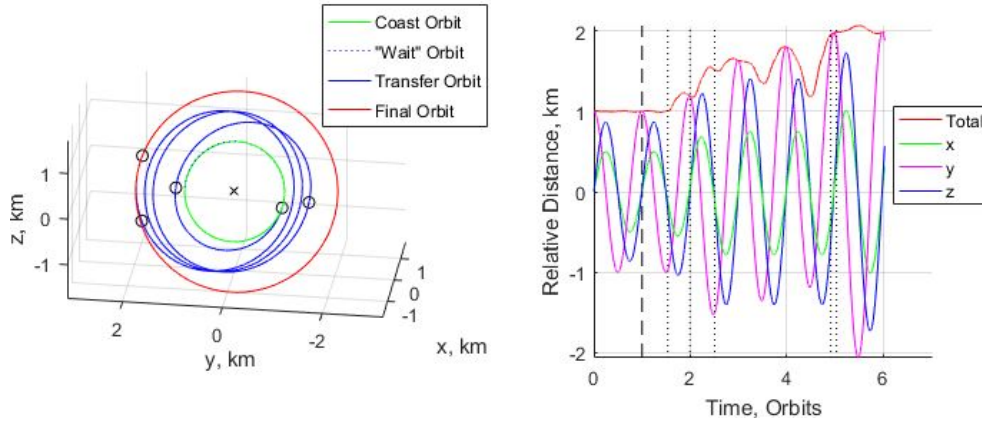 Coast Orbit
"Wait" Orbit
Transfer Orbit
Final Orbit
z, km
1
0
-1
2
0
-2
y, km
1
0
-1
x, km
Relative Distance, km
2
1
0
-1
-2
0
2
4
6
Time, Orbits
Total
x
y
z